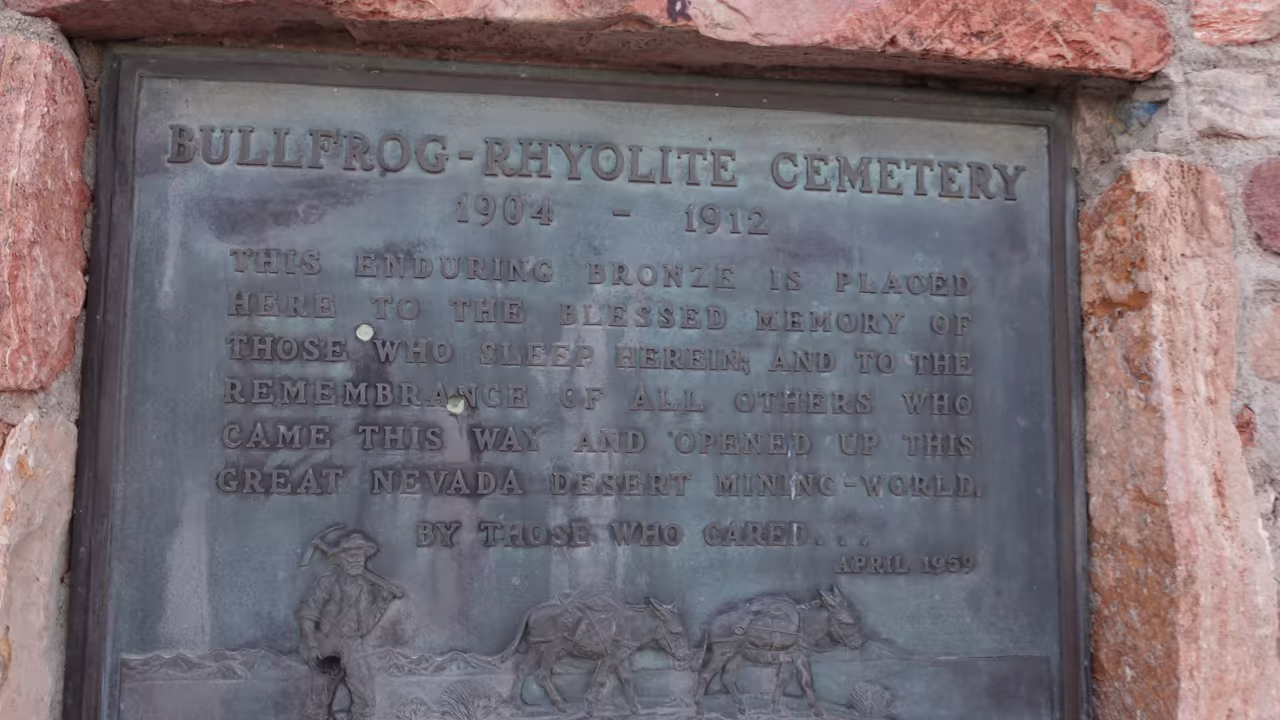 BULLFROG-RHYOLITE CEMETERY
1904 - 1912
THIS ENDURING BRONZE IS PLACED
HERE TO THE BLESSED MEMORY OF
THOSE WHO SLEEP HEREIN; AND TO THE
REMEMBRANCE OF ALL OTHERS WHO
CAME THIS WAY AND OPENED UP THIS
GREAT NEVADA DESERT MINING-WORLD.
BY THOSE WHO CARED...
APRIL 1959